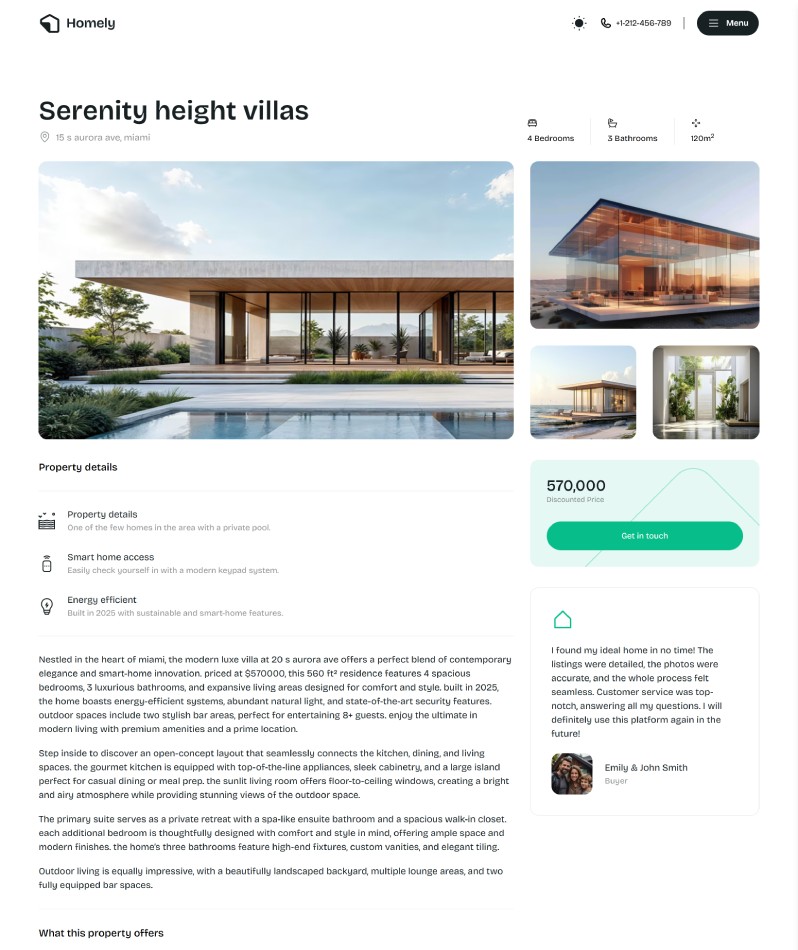 Homely
+1-212-456-789
Menu
Serenity height villas
15 s aurora ave, miami
4 Bedrooms
3 Bathrooms
120m²
Property details
Property details
One of the few homes in the area with a private pool.
Smart home access
Easily check yourself in with a modern keypad system.
Energy efficient
Built in 2025 with sustainable and smart-home features.
Nestled in the heart of miami, the modern luxe villa at 20 s aurora ave offers a perfect blend of contemporary
elegance and smart-home innovation. priced at $570000, this 560 ft² residence features 4 spacious
bedrooms, 3 luxurious bathrooms, and expansive living areas designed for comfort and style. built in 2025,
the home boasts energy-efficient systems, abundant natural light, and state-of-the-art security features.
outdoor spaces include two stylish bar areas, perfect for entertaining 8+ guests. enjoy the ultimate in
modern living with premium amenities and a prime location.
Step inside to discover an open-concept layout that seamlessly connects the kitchen, dining, and living
spaces. the gourmet kitchen is equipped with top-of-the-line appliances, sleek cabinetry, and a large island
perfect for casual dining or meal prep. the sunlit living room offers floor-to-ceiling windows, creating a bright
and airy atmosphere while providing stunning views of the outdoor space.
The primary suite serves as a private retreat with a spa-like ensuite bathroom and a spacious walk-in closet.
each additional bedroom is thoughtfully designed with comfort and style in mind, offering ample space and
modern finishes. the home's three bathrooms feature high-end fixtures, custom vanities, and elegant tiling.
Outdoor living is equally impressive, with a beautifully landscaped backyard, multiple lounge areas, and two
fully equipped bar spaces.
What this property offers
570,000
Discounted Price
Get in touch
I found my ideal home in no time! The
listings were detailed, the photos were
accurate, and the whole process felt
seamless. Customer service was top-
notch, answering all my questions. I will
definitely use this platform again in the
future!
Emily & John Smith
Buyer